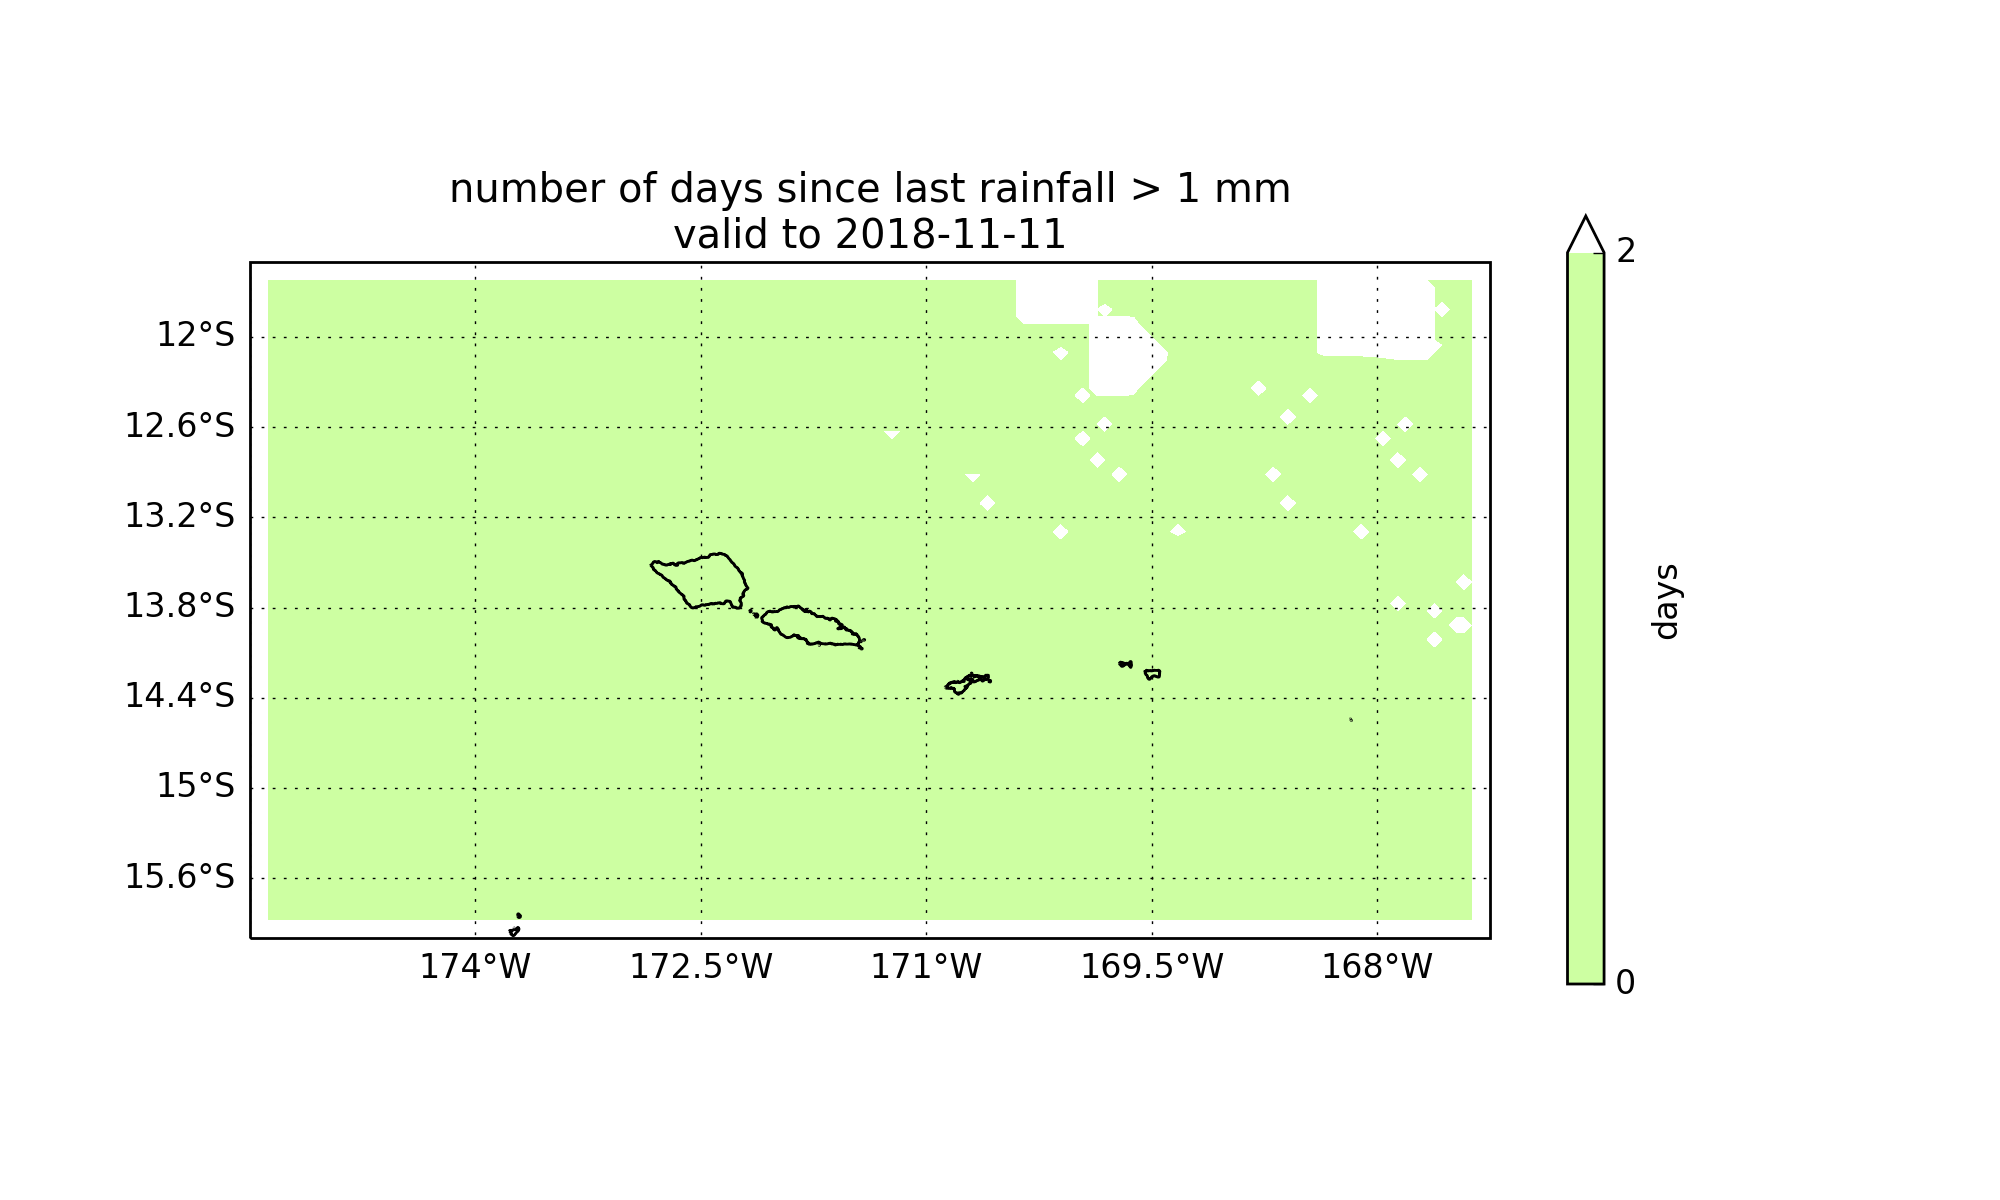 number of days since last rainfall > 1 mm
valid to 2018-11-11
2
12°S
12.6°S
13.2°S
13.8°S
14.4°S
15°S
15.6°S
days
174°W
172.5°W
171°W
169.5°W
168°W
0